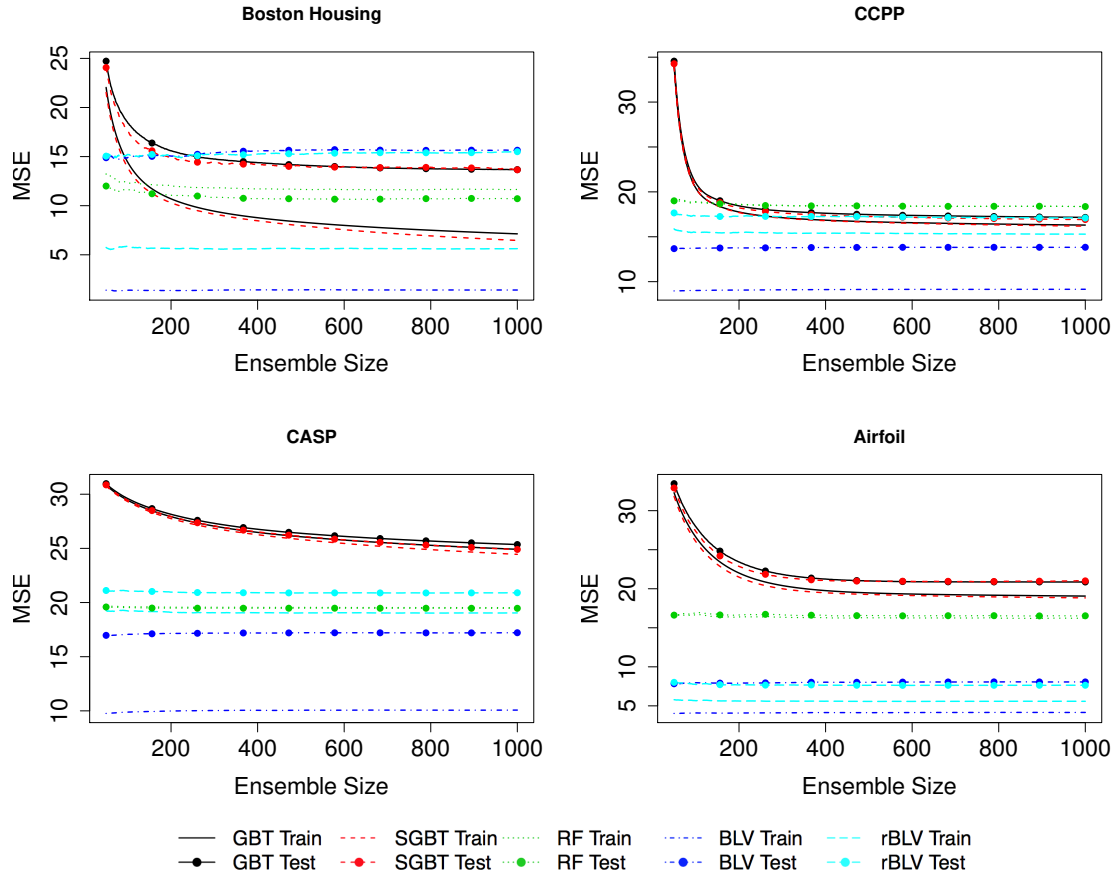 Boston Housing
MSE
25
20
15
10
5
200 400 600 800 1000
Ensemble Size
CCPP
MSE
30
20
10
200 400 600 800 1000
Ensemble Size
CASP
MSE
30
25
20
15
10
200 400 600 800 1000
Ensemble Size
Airfoil
MSE
30
20
10
5
200 400 600 800 1000
Ensemble Size
GBT Train SGBT Train RF Train BLV Train rBLV Train
GBT Test SGBT Test RF Test BLV Test rBLV Test